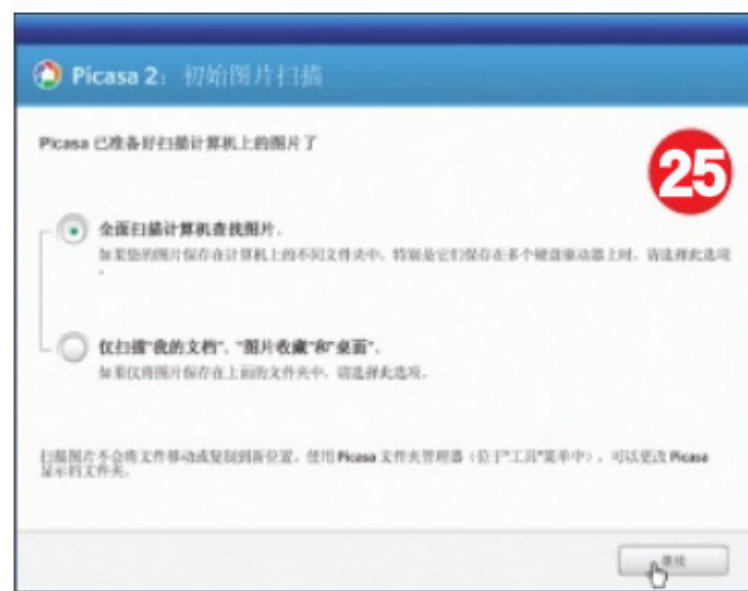 Picasa 2: 初始图片扫描
Picasa 已准备好扫描计算机上的图片了
25
全面扫描计算机查找图片。
如果您的图片保存在计算机上的不同文件夹中，特别是它们保存在多个硬盘驱动器上时，请选择此选项
。
仅扫描"我的文档"、"图片收藏"和"桌面"。
如果仅将图片保存在上面的文件夹中，请选择此选项。
扫描图片不会将文件移动或复制到新位置。使用 Picasa 文件夹管理器（位于"工具"菜单中），可以更改 Picasa
显示的文件夹。
继续